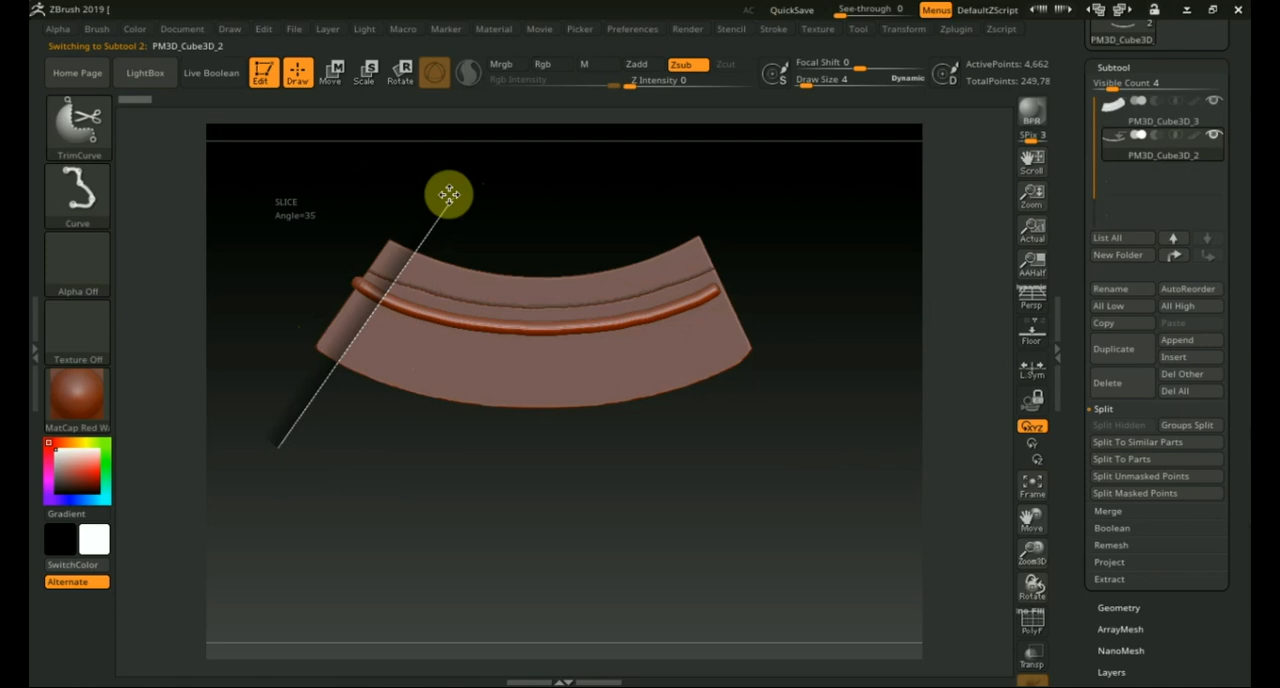 ZBrush 2019 [
AC QuickSave See-through 0 Menus DefaultZScript
Alpha Brush Color Document Draw Edit File Layer Light Macro Marker Material Movie Picker Preferences Render Stencil Stroke Texture Tool Transform Zplugin Zscript
Switching to Subtool 2: PM3D_Cube3D_2
Home Page LightBox Live Boolean Edit Draw Move Scale Rotate
Mrgb Rgb M Zadd Zsub Zcut
Rgb Intensity Z Intensity 0
Focal Shift 0
Draw Size 4 Dynamic
ActivePoints: 4,662
TotalPoints: 249,78
S
D
TrimCurve
Curve
Alpha Off
Texture Off
MatCap Red Wa
Gradient
SwitchColor
Alternate
SLICE
Angle=35
BPR
SPix 3
Scroll
Zoom
Actual
AAHalf
Dynamic
Persp
Floor
L.Sym
XYZ
Frame
Move
Zoom3D
Rotate
Line Fill
PolyF
Transp
2
PM3D_Cube3D
Subtool
Visible Count 4
PM3D_Cube3D_3
PM3D_Cube3D_2
List All
New Folder
Rename AutoReorder
All Low All High
Copy Paste
Duplicate Append
Insert
Delete Del Other
Del All
Split
Split Hidden Groups Split
Split To Similar Parts
Split To Parts
Split Unmasked Points
Split Masked Points
Merge
Boolean
Remesh
Project
Extract
Geometry
ArrayMesh
NanoMesh
Layers